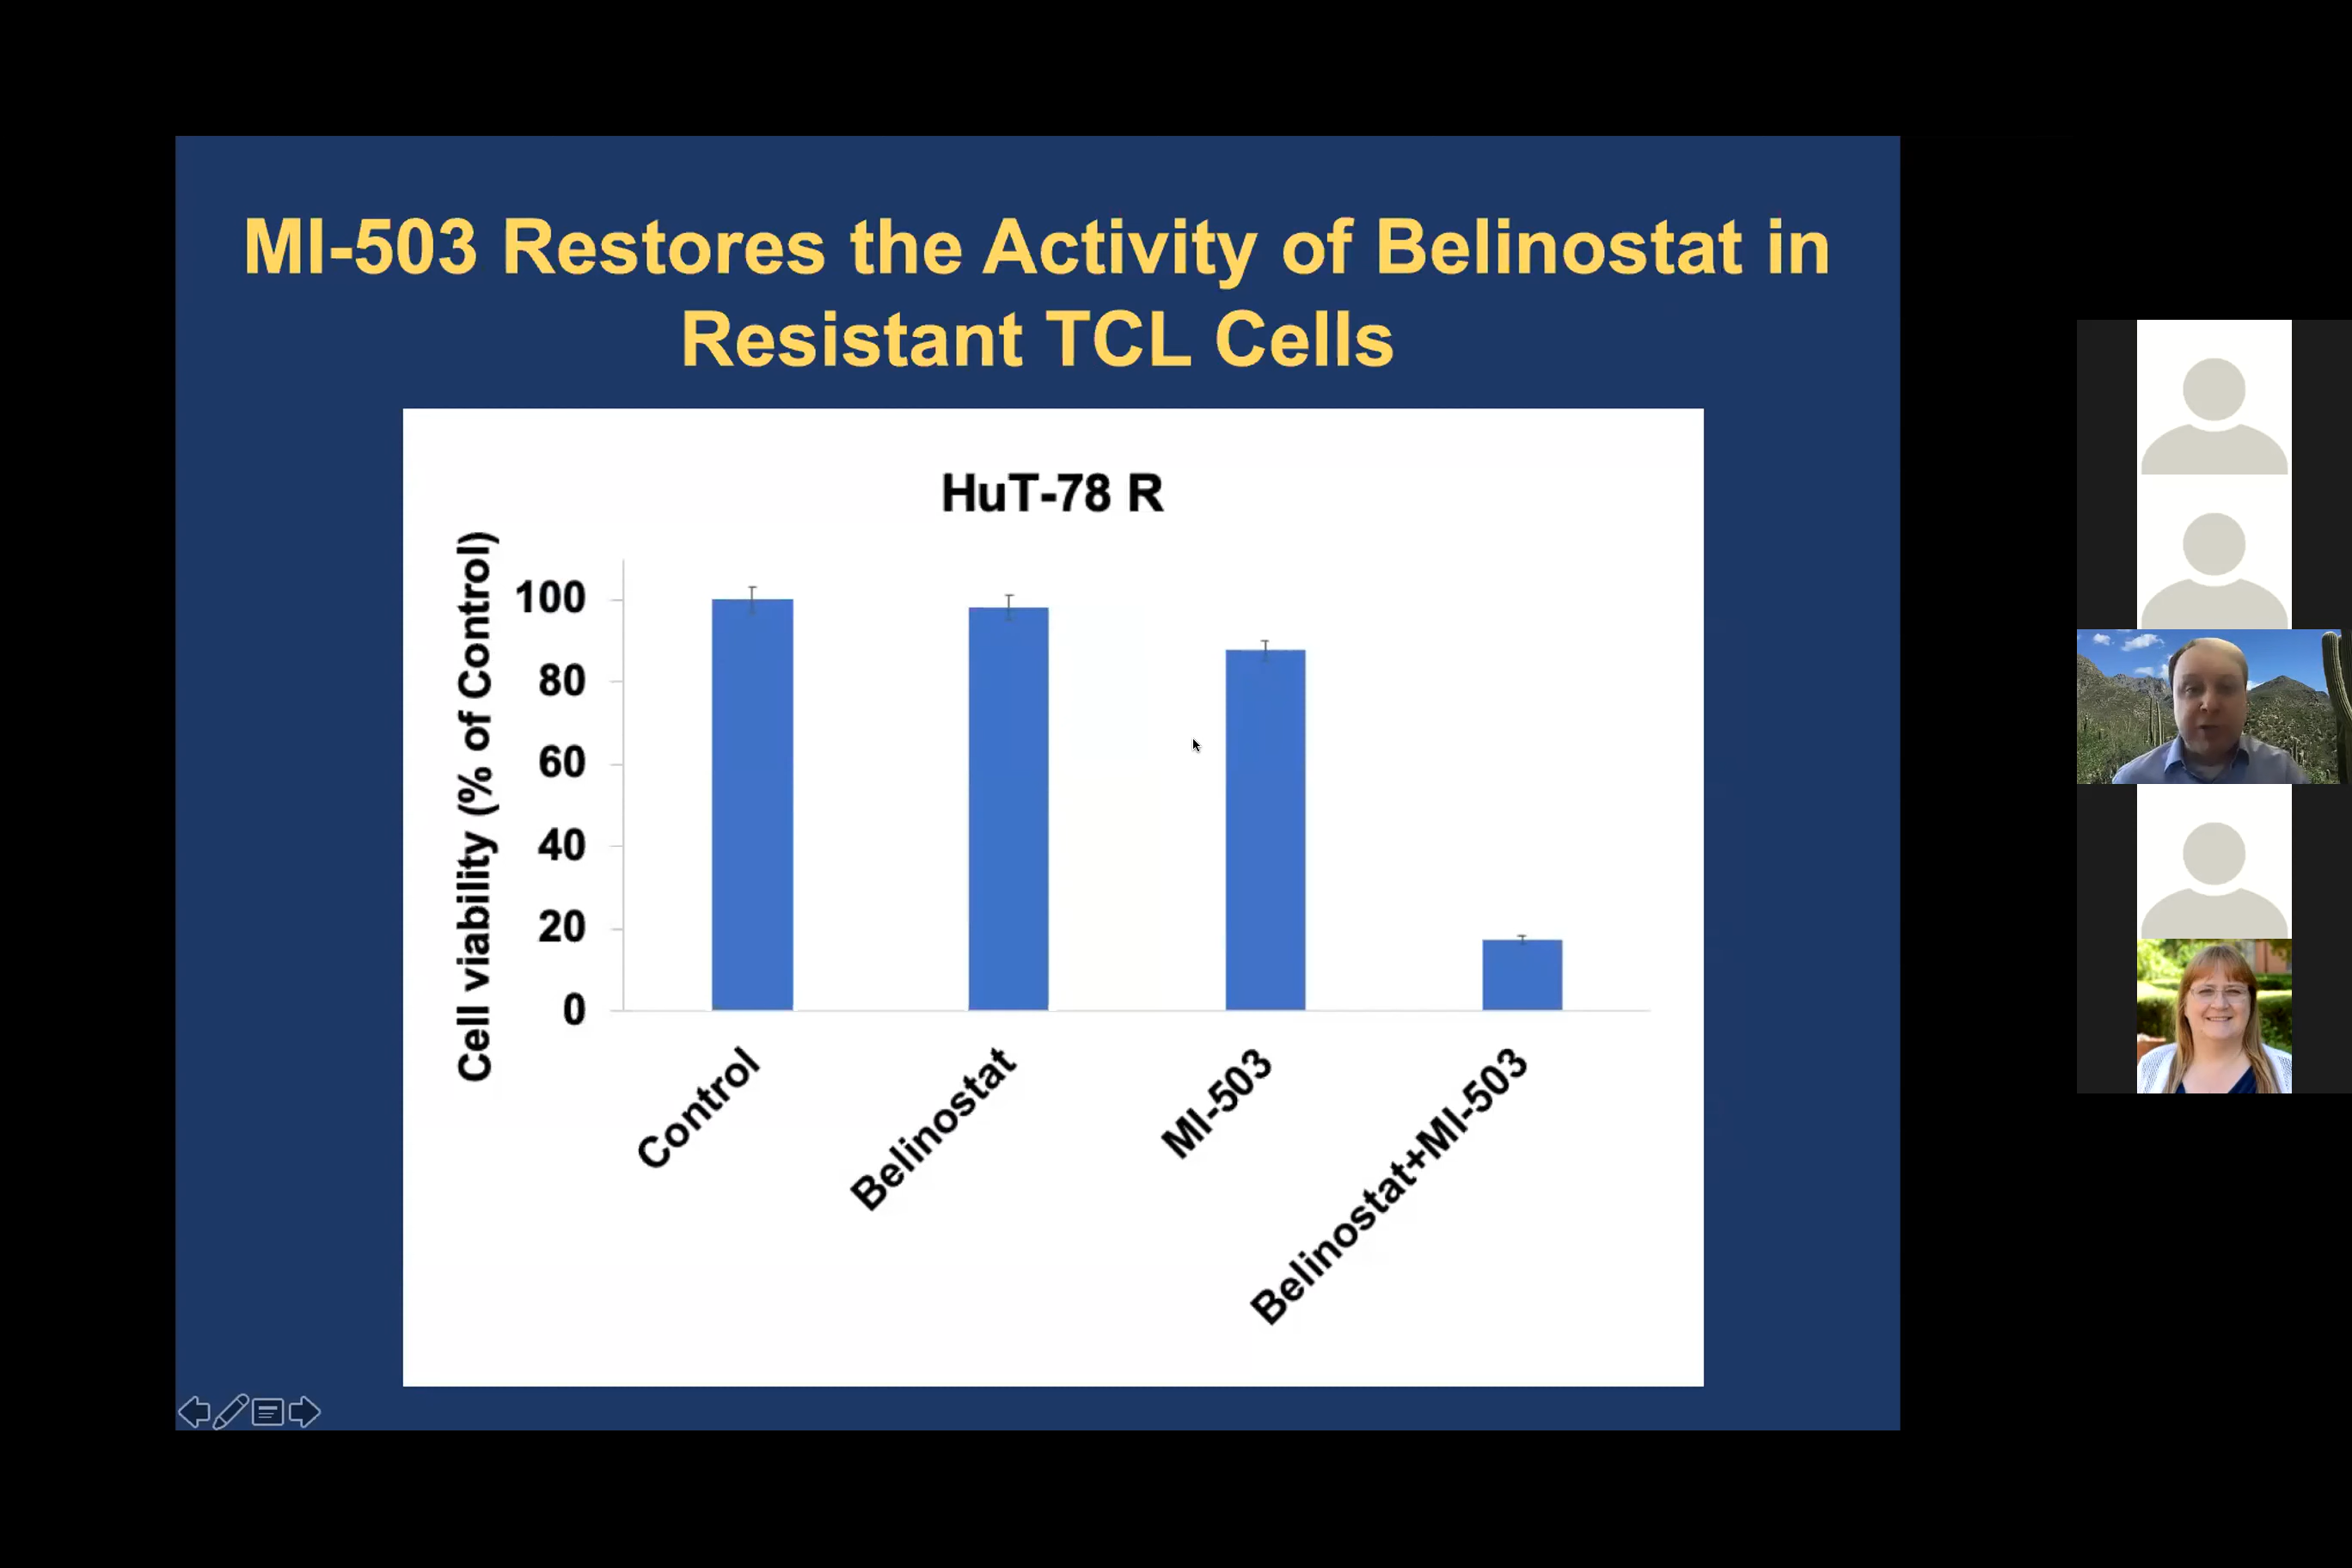 MI-503 Restores the Activity of Belinostat in
Resistant TCL Cells
HuT-78 R
Cell viability (% of Control)
100
80
60
40
20
0
Control
Belinostat
MI-503
Belinostat+MI-503